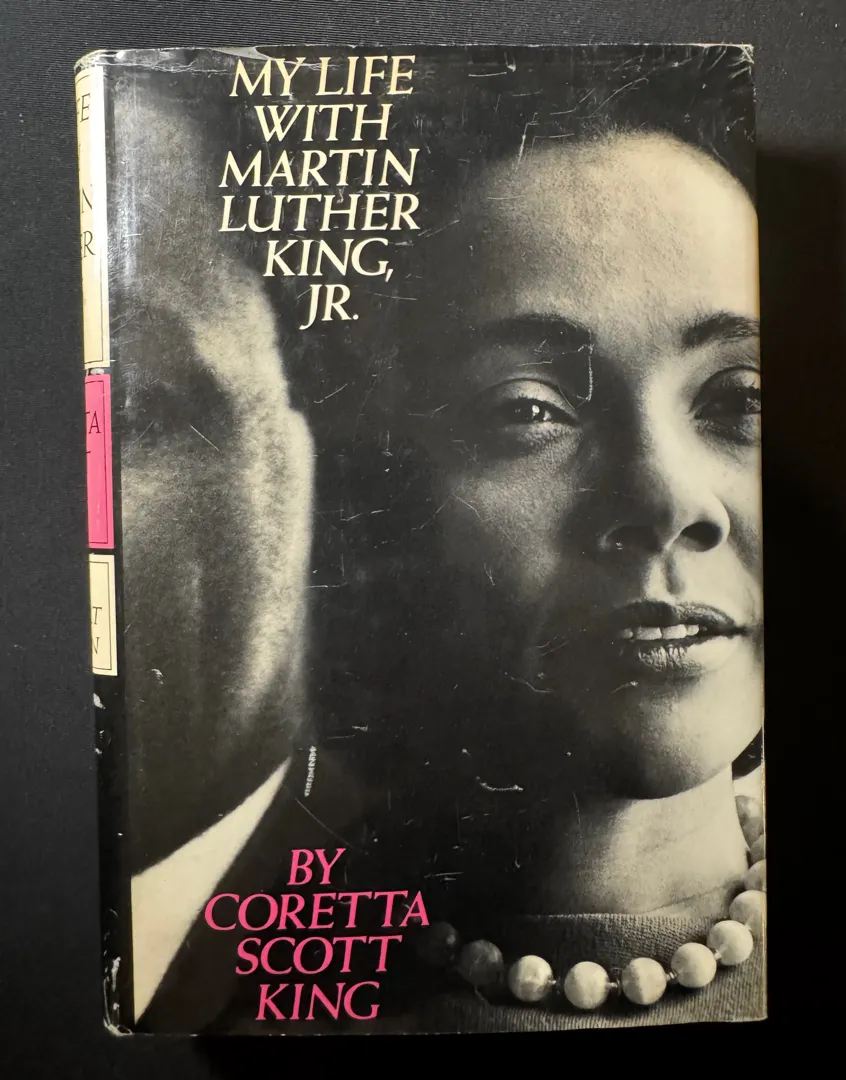 MY LIFE
WITH
MARTIN
LUTHER
KING,
JR.
BY
CORETTA
SCOTT
KING